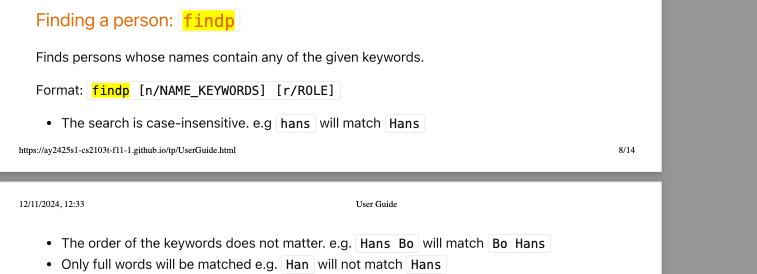 Finding a person: findp
Finds persons whose names contain any of the given keywords.
Format: findp [n/NAME_KEYWORDS] [r/ROLE]
• The search is case-insensitive. e.g hans will match Hans
https://ay2425s1-cs2103t-f11-1.github.io/tp/UserGuide.html 8/14
12/11/2024, 12:33 User Guide
• The order of the keywords does not matter. e.g. Hans Bo will match Bo Hans
• Only full words will be matched e.g. Han will not match Hans